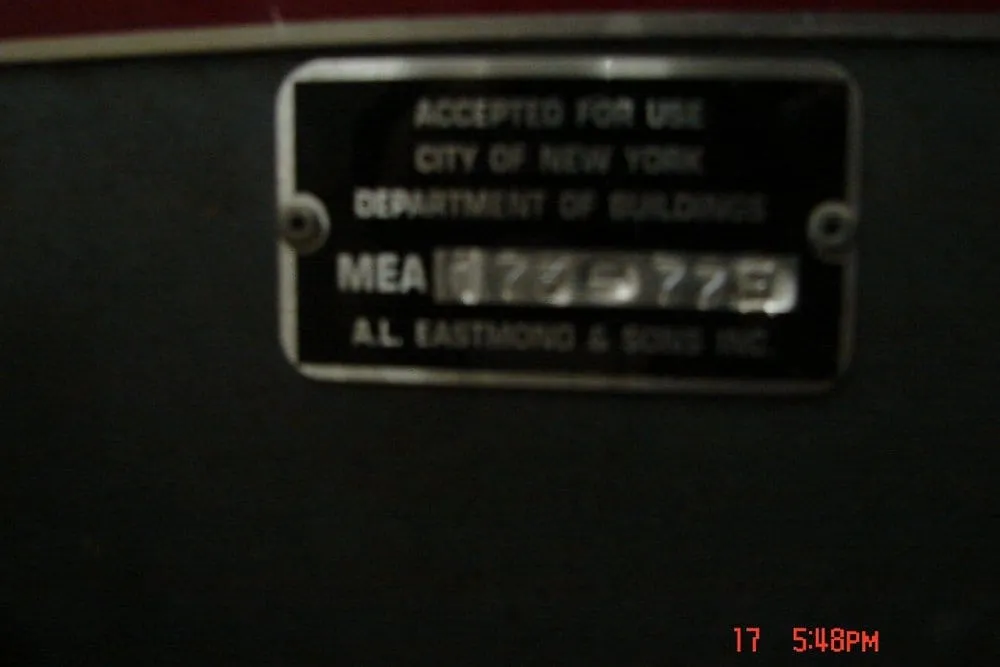 ACCEPTED FOR USE
CITY OF NEW YORK
DEPARTMENT OF BUILDINGS
MEA
A.L. EASTMOND & SONS INC.
17 5:48PM